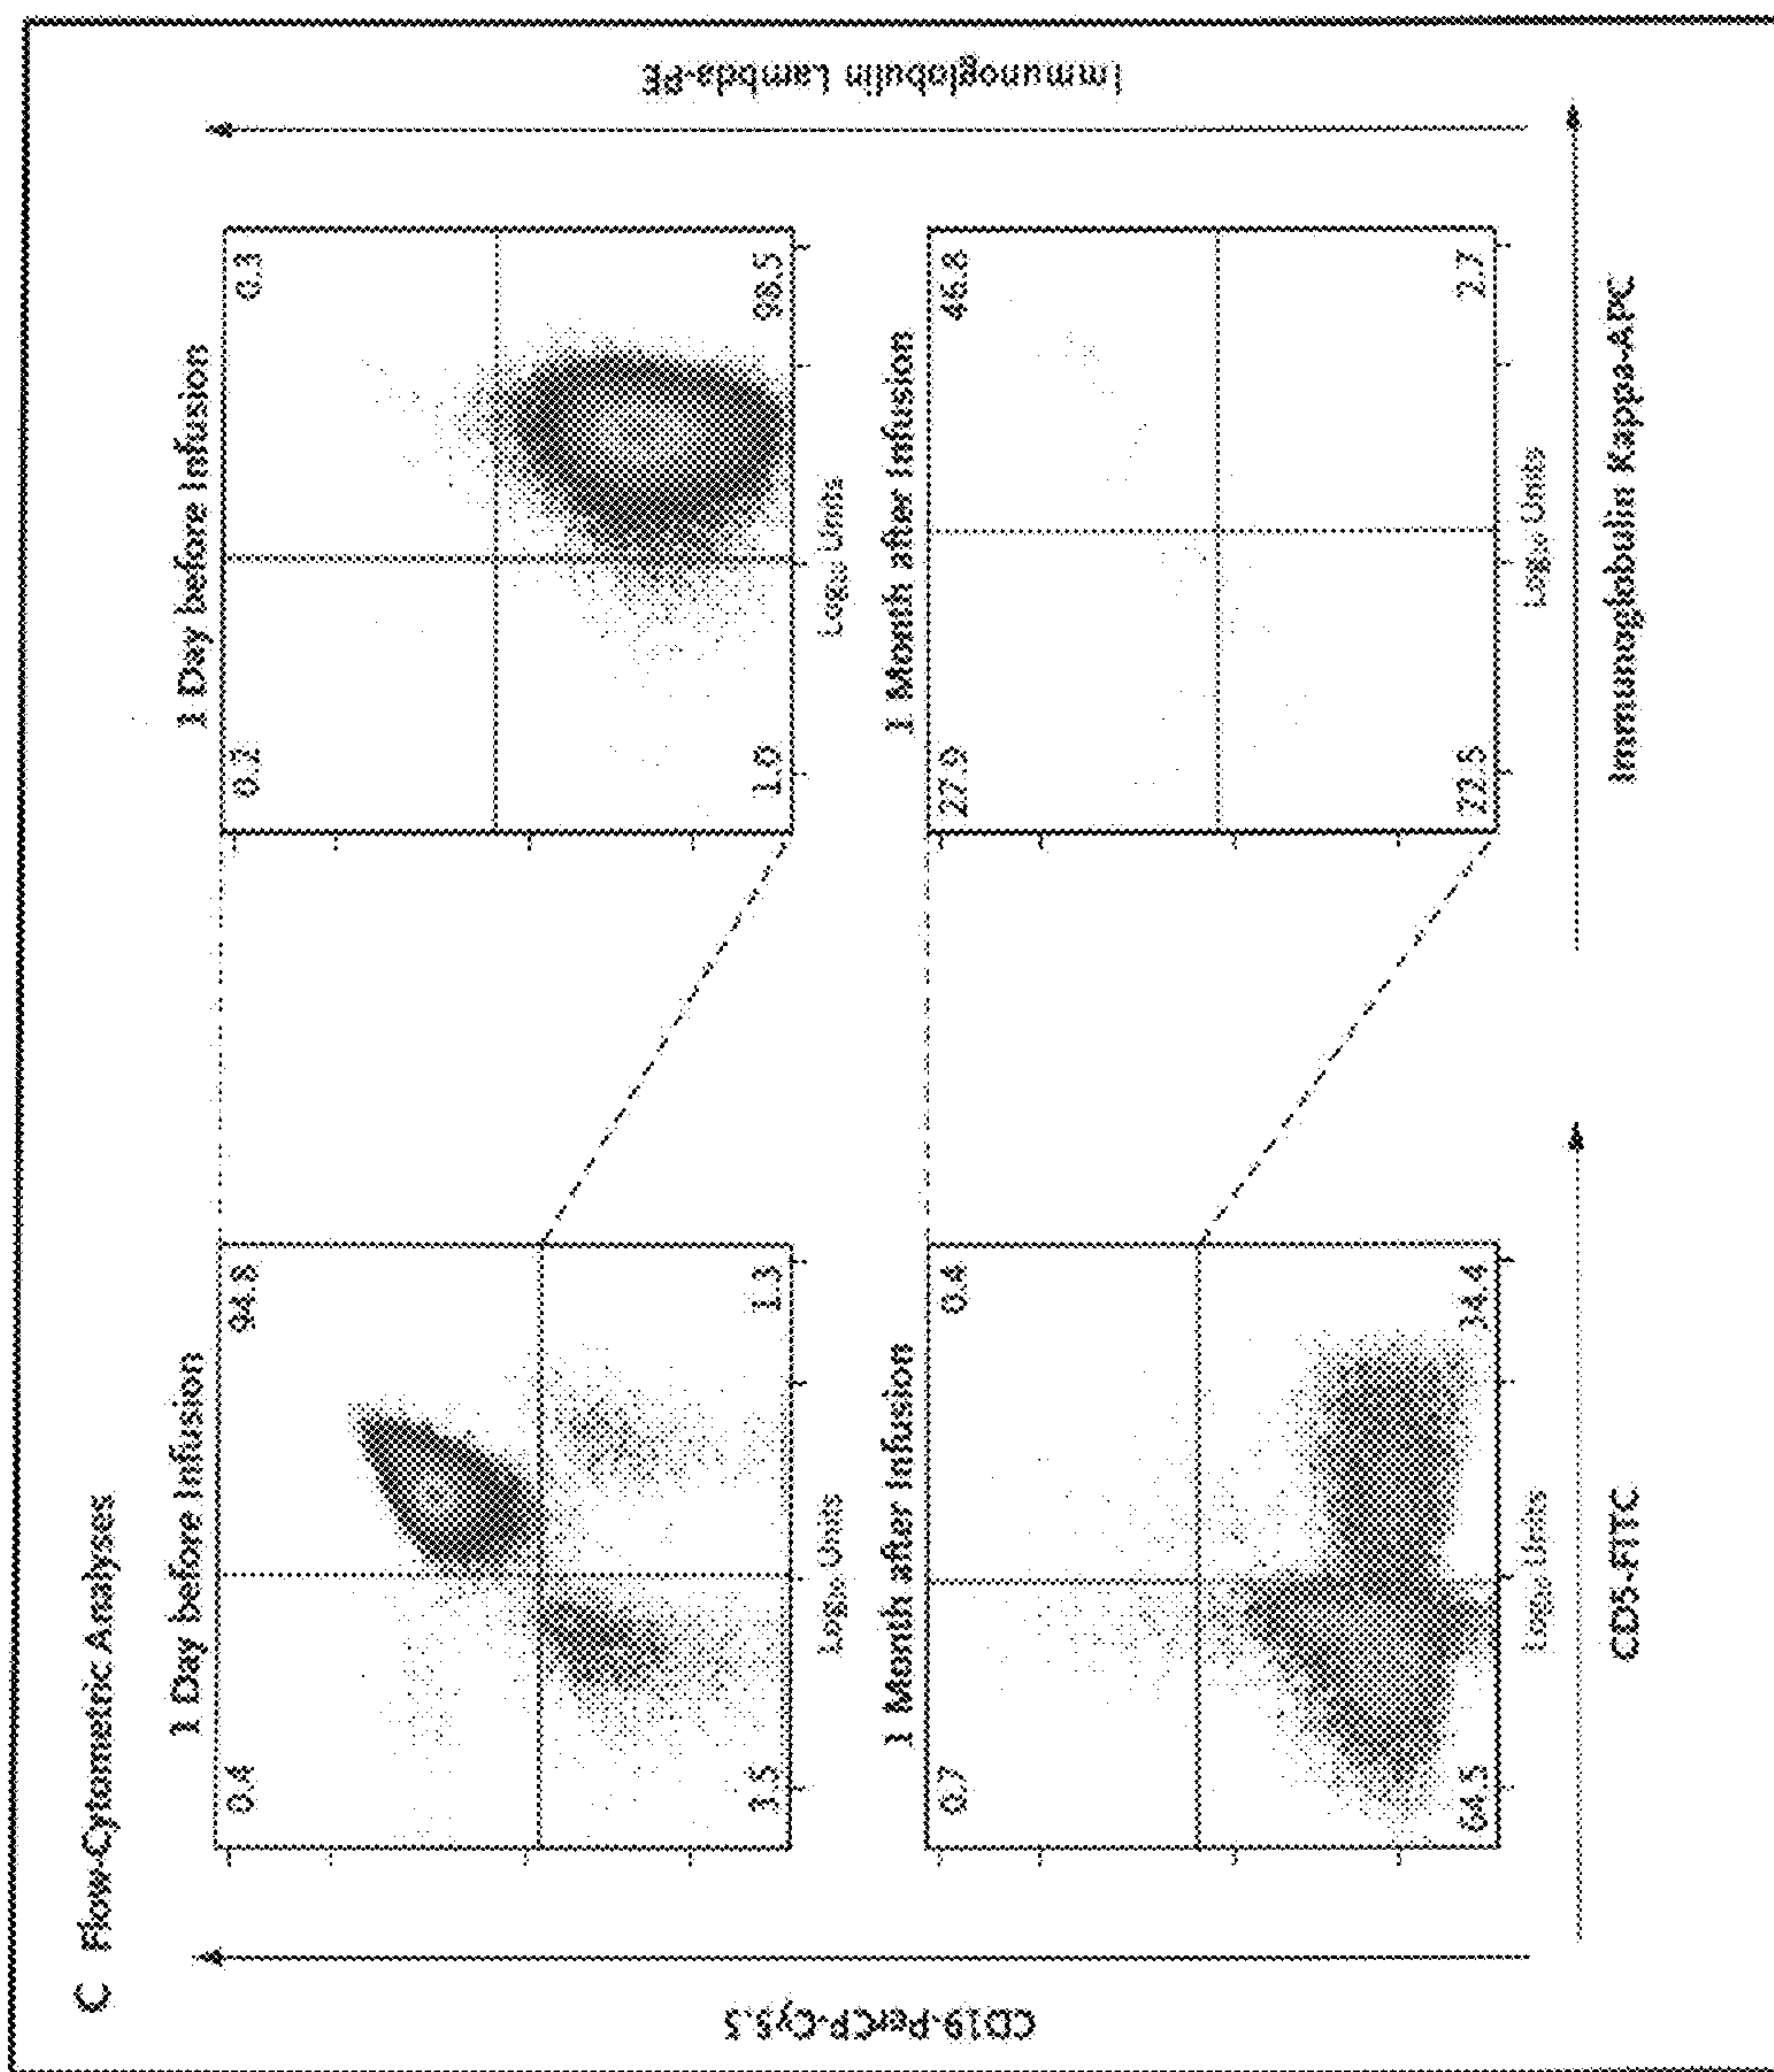 C Flow-Cytometric Analyses
1 Day before Infusion
0.4 94.8
3.5 1.3
Log₁₀ Units
1 Day before Infusion
0.2 0.3
1.0 98.5
Log₁₀ Units
1 Month after Infusion
0.7 0.4
64.5 34.4
Log₁₀ Units
1 Month after Infusion
27.9 46.8
22.5 2.7
Log₁₀ Units
CD19-PerCP-Cy5.5
CD5-FITC
Immunoglobulin Kappa-APC
Immunoglobulin Lambda-PE